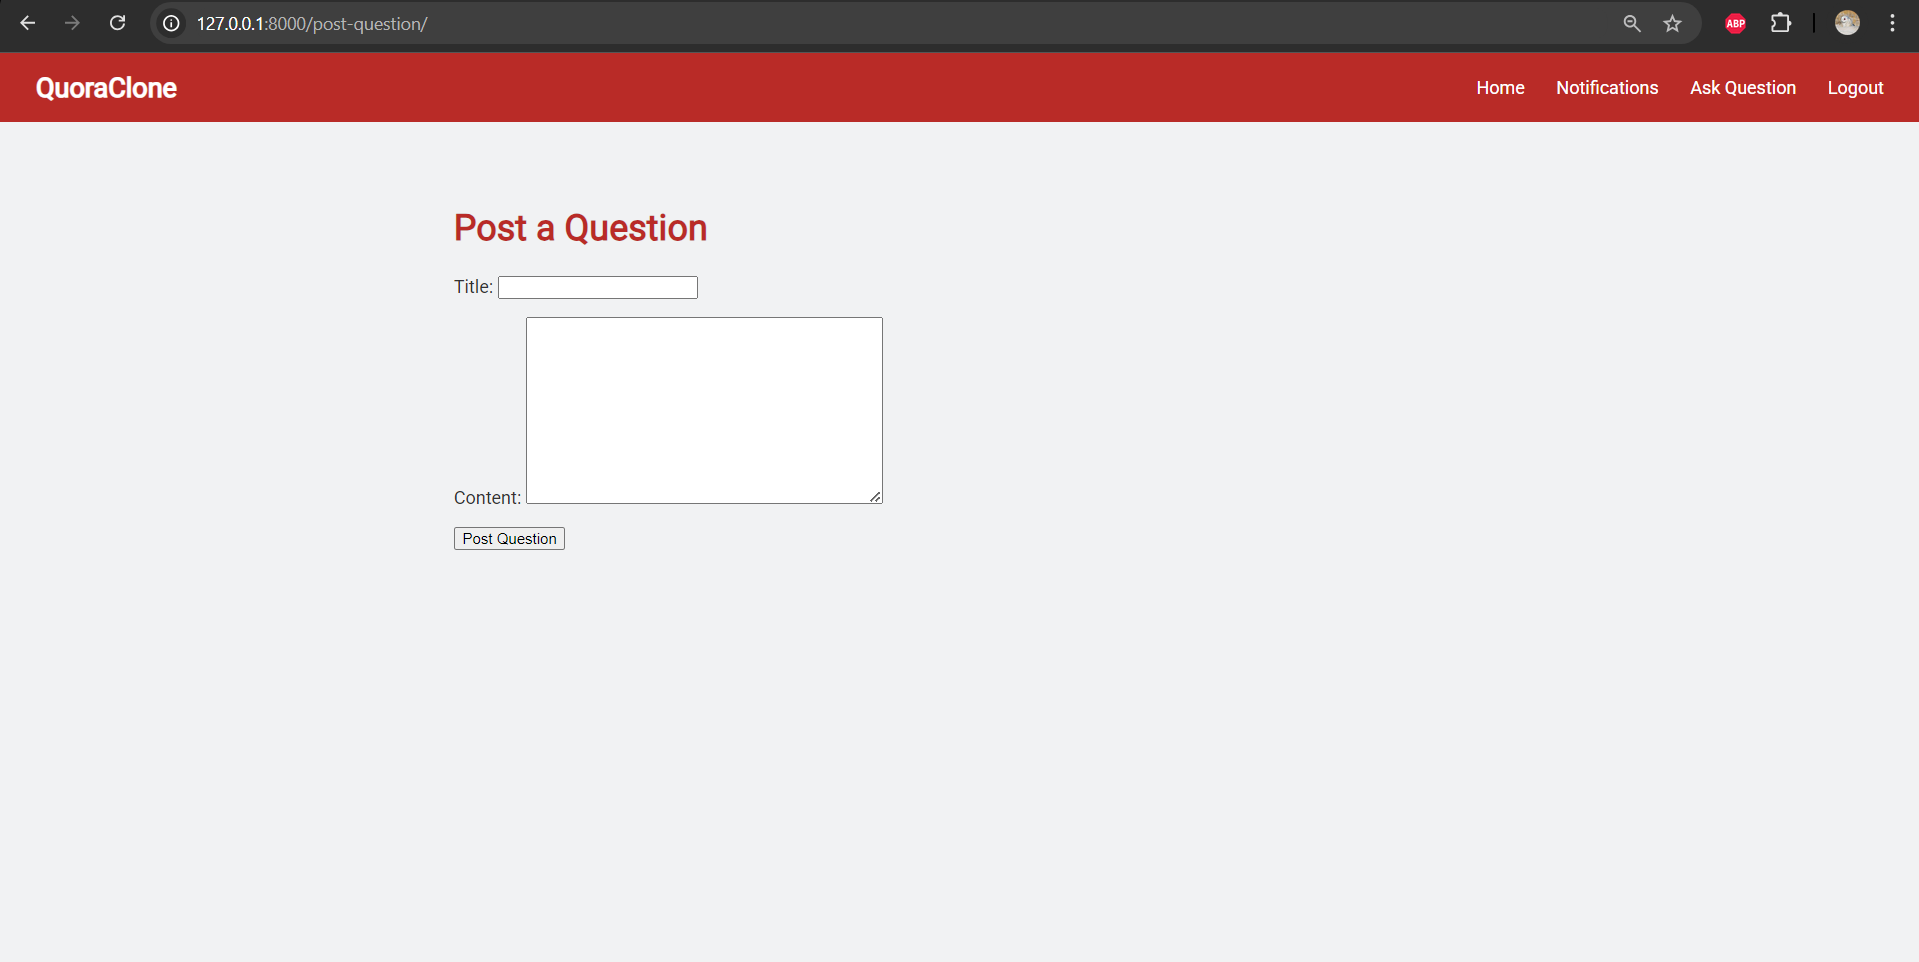 127.0.0.1:8000/post-question/
ABP
QuoraClone Home Notifications Ask Question Logout
Post a Question
Title:
Content:
Post Question